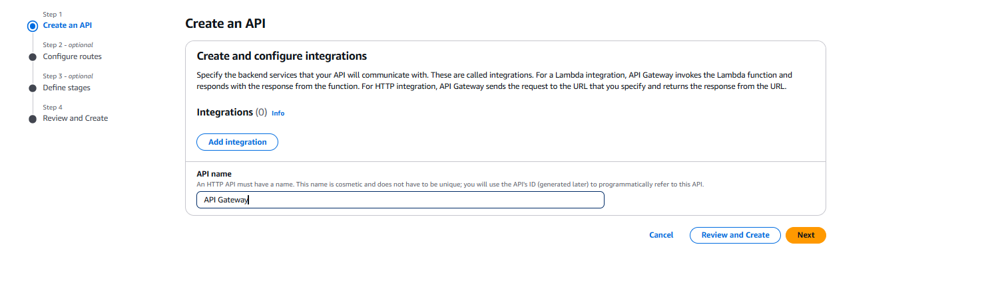 Step 1
Create an API
Step 2 - optional
Configure routes
Step 3 - optional
Define stages
Step 4
Review and Create
Create an API
Create and configure integrations
Specify the backend services that your API will communicate with. These are called integrations. For a Lambda integration, API Gateway invokes the Lambda function and
responds with the response from the function. For HTTP integration, API Gateway sends the request to the URL that you specify and returns the response from the URL.
Integrations (0) Info
Add integration
API name
An HTTP API must have a name. This name is cosmetic and does not have to be unique; you will use the API's ID (generated later) to programmatically refer to this API.
API Gateway
Cancel Review and Create Next